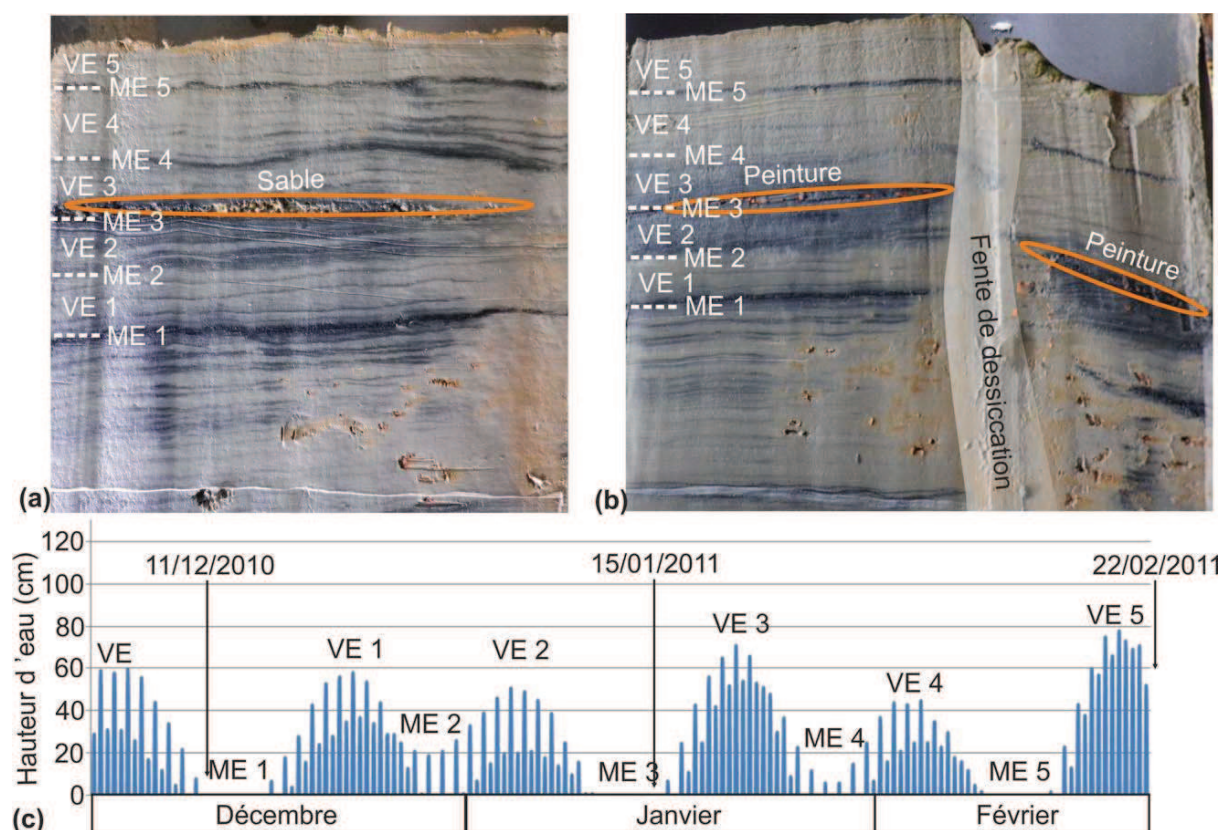 VE 5
ME 5
VE 4
ME 4
VE 3
Sable
ME 3
VE 2
ME 2
VE 1
ME 1
(a)
VE 5
ME 5
VE 4
ME 4
VE 3
Peinture
ME 3
VE 2
ME 2
VE 1
ME 1
Peinture
Fente de dessiccation
(b)
Hauteur d'eau (cm)
120
100
80
60
40
20
0
11/12/2010
15/01/2011
22/02/2011
VE
ME 1
VE 1
ME 2
VE 2
ME 3
VE 3
ME 4
VE 4
ME 5
VE 5
(c)
Décembre
Janvier
Février